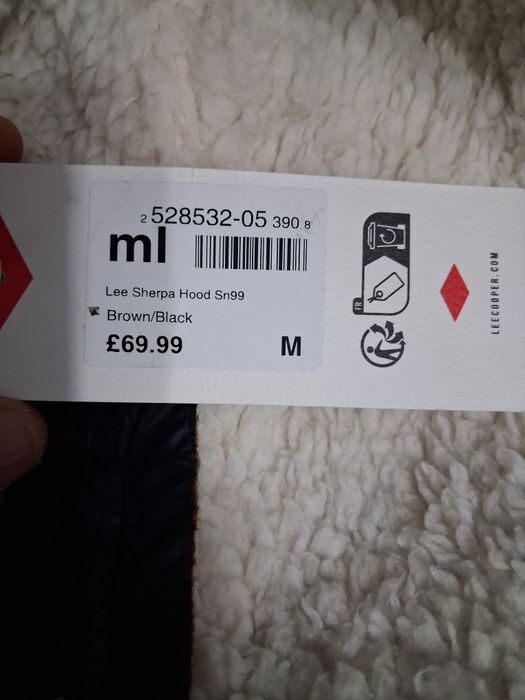 2 528532-05 390 8
ml
Lee Sherpa Hood Sn99
Brown/Black
£69.99 M
FR
LEECOOPER.COM